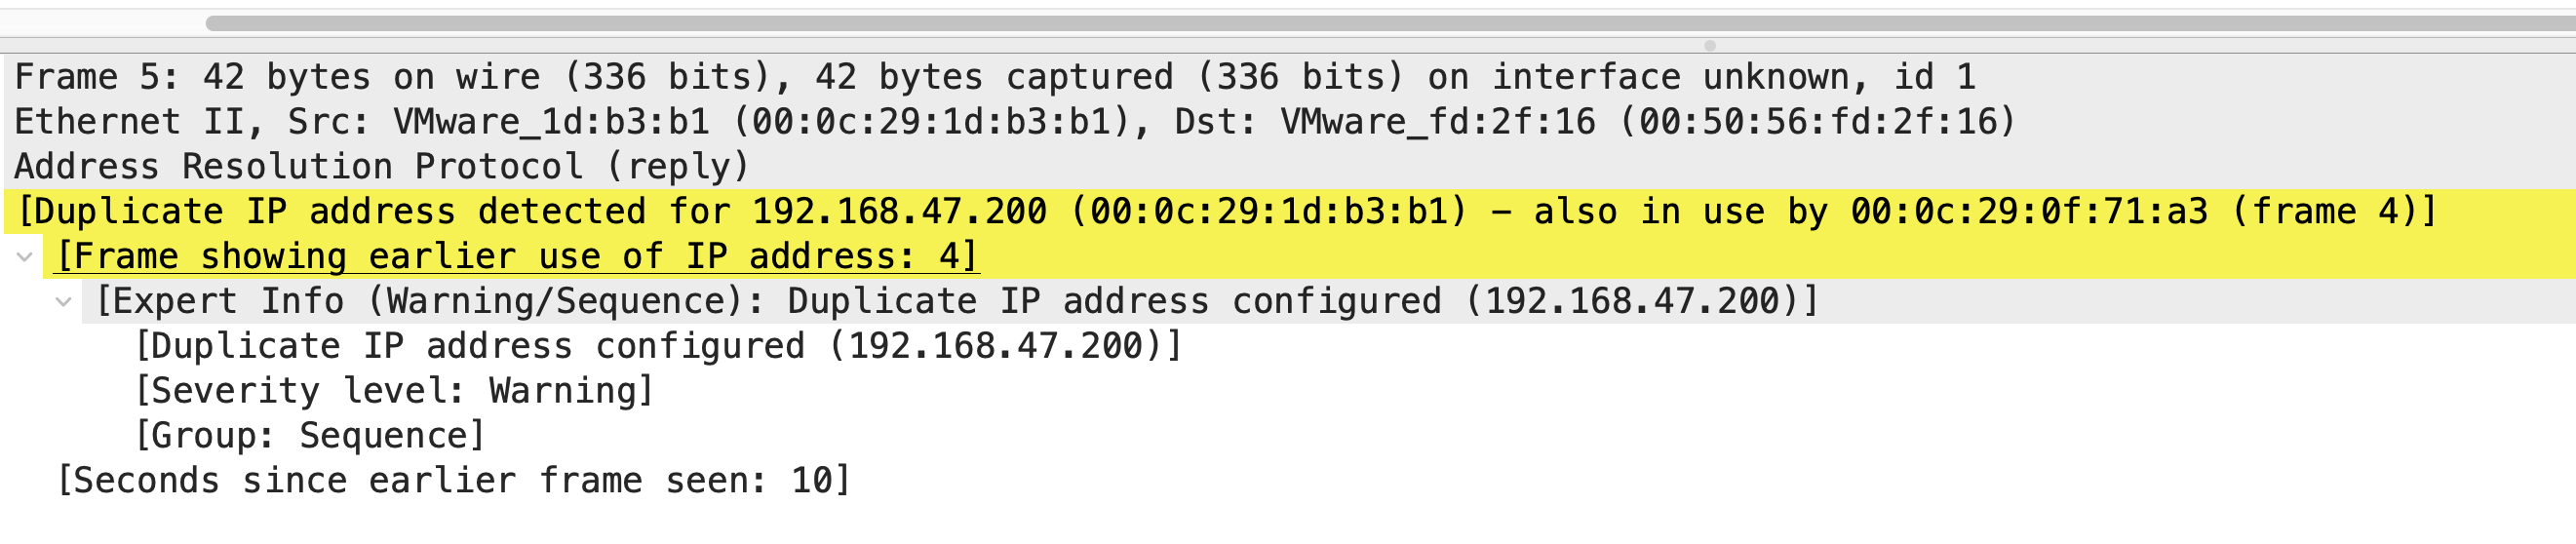 Frame 5: 42 bytes on wire (336 bits), 42 bytes captured (336 bits) on interface unknown, id 1
Ethernet II, Src: VMware_1d:b3:b1 (00:0c:29:1d:b3:b1), Dst: VMware_fd:2f:16 (00:50:56:fd:2f:16)
Address Resolution Protocol (reply)
[Duplicate IP address detected for 192.168.47.200 (00:0c:29:1d:b3:b1) – also in use by 00:0c:29:0f:71:a3 (frame 4)]
[Frame showing earlier use of IP address: 4]
[Expert Info (Warning/Sequence): Duplicate IP address configured (192.168.47.200)]
[Duplicate IP address configured (192.168.47.200)]
[Severity level: Warning]
[Group: Sequence]
[Seconds since earlier frame seen: 10]